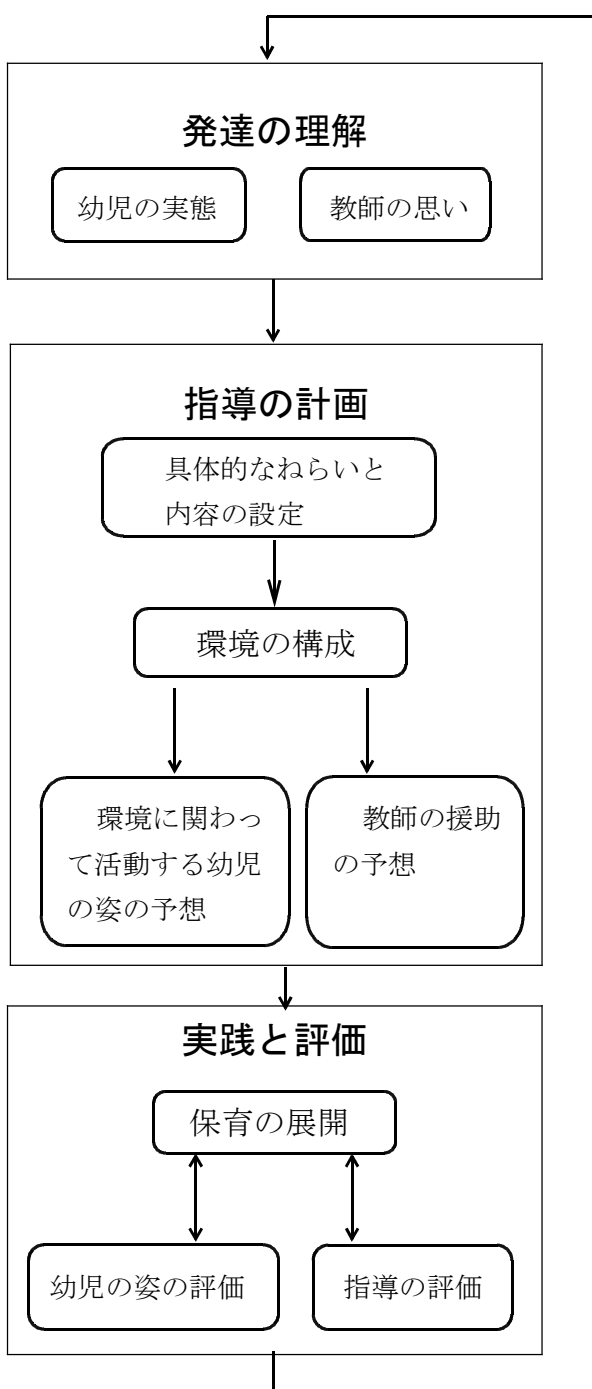 発達の理解
幼児の実態
教師の思い
指導の計画
具体的なねらいと
内容の設定
環境の構成
環境に関わっ
て活動する幼児
の姿の予想
教師の援助
の予想
実践と評価
保育の展開
幼児の姿の評価
指導の評価